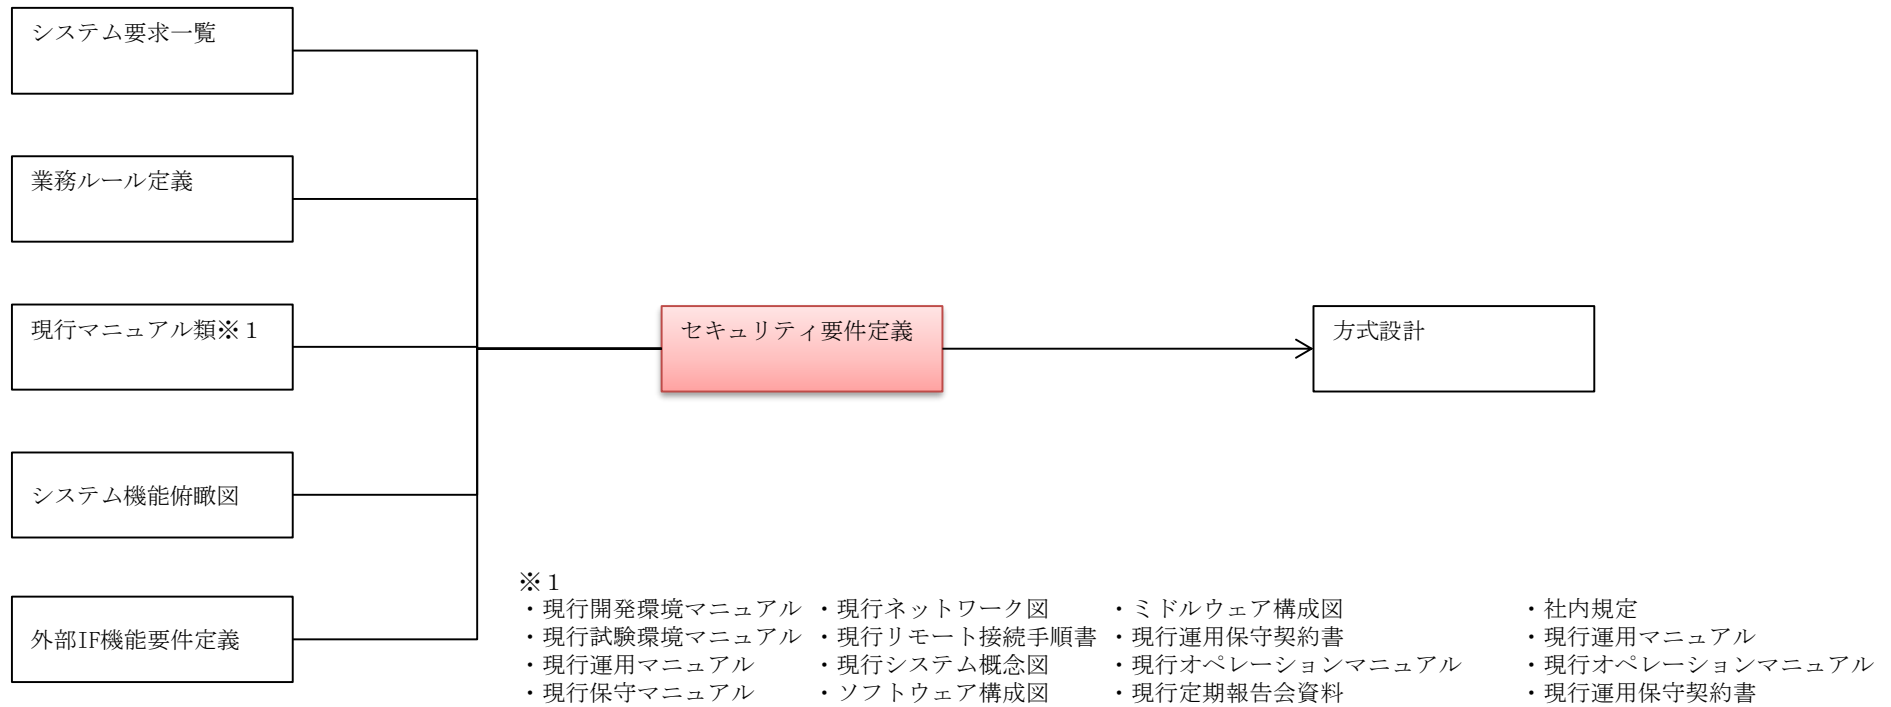 システム要求一覧
業務ルール定義
現行マニュアル類※１
セキュリティ要件定義
方式設計
システム機能俯瞰図
外部IF機能要件定義
※１
・現行開発環境マニュアル ・現行ネットワーク図 ・ミドルウェア構成図 ・社内規定
・現行試験環境マニュアル ・現行リモート接続手順書 ・現行運用保守契約書 ・現行運用マニュアル
・現行運用マニュアル ・現行システム概念図 ・現行オペレーションマニュアル ・現行オペレーションマニュアル
・現行保守マニュアル ・ソフトウェア構成図 ・現行定期報告会資料 ・現行運用保守契約書